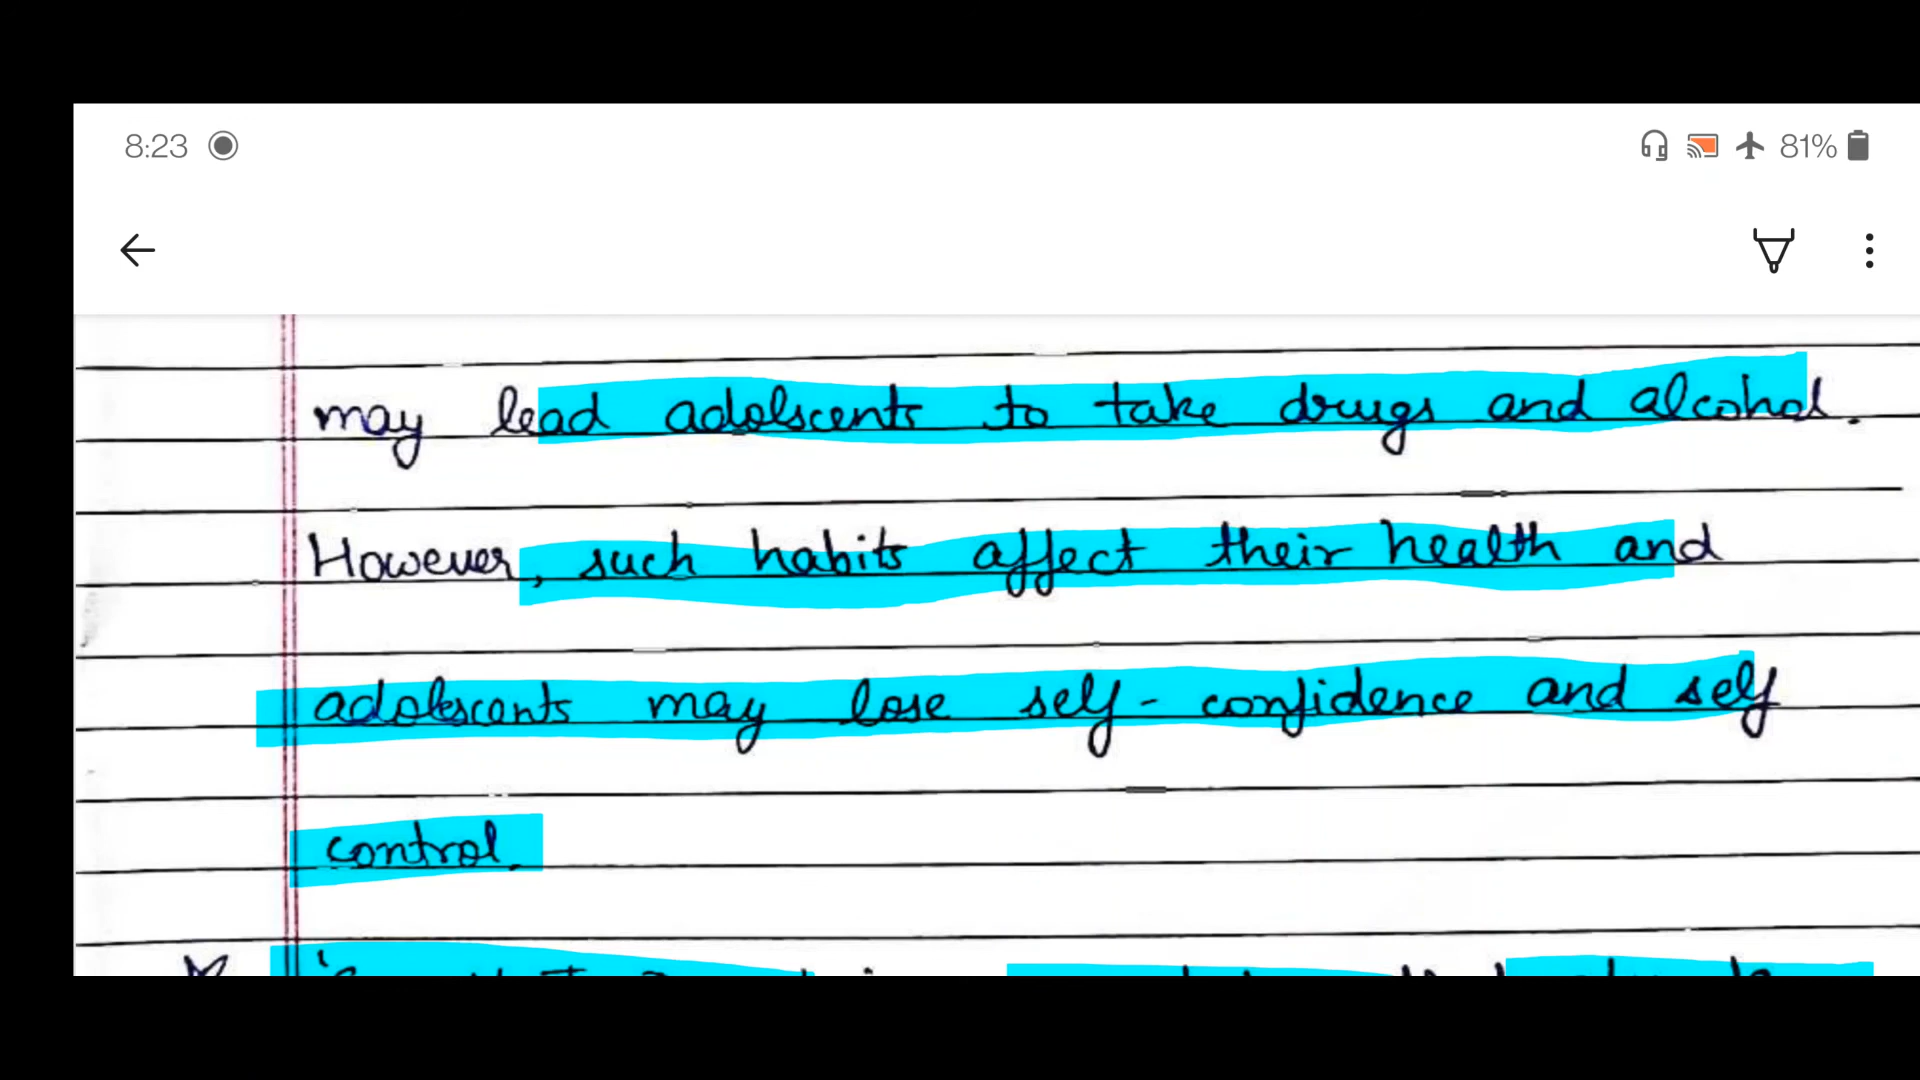 8:23 81%
may lead adolscents to take drugs and alcohol.
However, such habits affect their health and
adolescents may lose self-confidence and self
control.